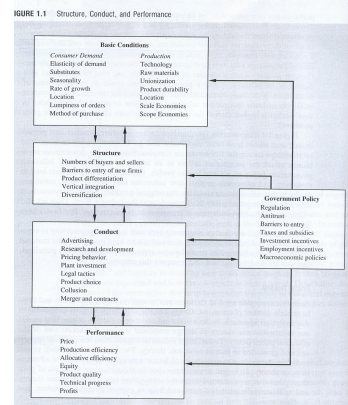 IGURE 1.1 Structure, Conduct, and Performance
Basic Conditions
Consumer Demand
Elasticity of demand
Substitutes
Seasonality
Rate of growth
Location
Lumpiness of orders
Method of purchase
Production
Technology
Raw materials
Unionization
Product durability
Location
Scale Economies
Scope Economies
Structure
Numbers of buyers and sellers
Barriers to entry of new firms
Product differentiation
Vertical integration
Diversification
Government Policy
Regulation
Antitrust
Barriers to entry
Taxes and subsidies
Investment incentives
Employment incentives
Macroeconomic policies
Conduct
Advertising
Research and development
Pricing behavior
Plant investment
Legal tactics
Product choice
Collusion
Merger and contracts
Performance
Price
Production efficiency
Allocative efficiency
Equity
Product quality
Technical progress
Profits